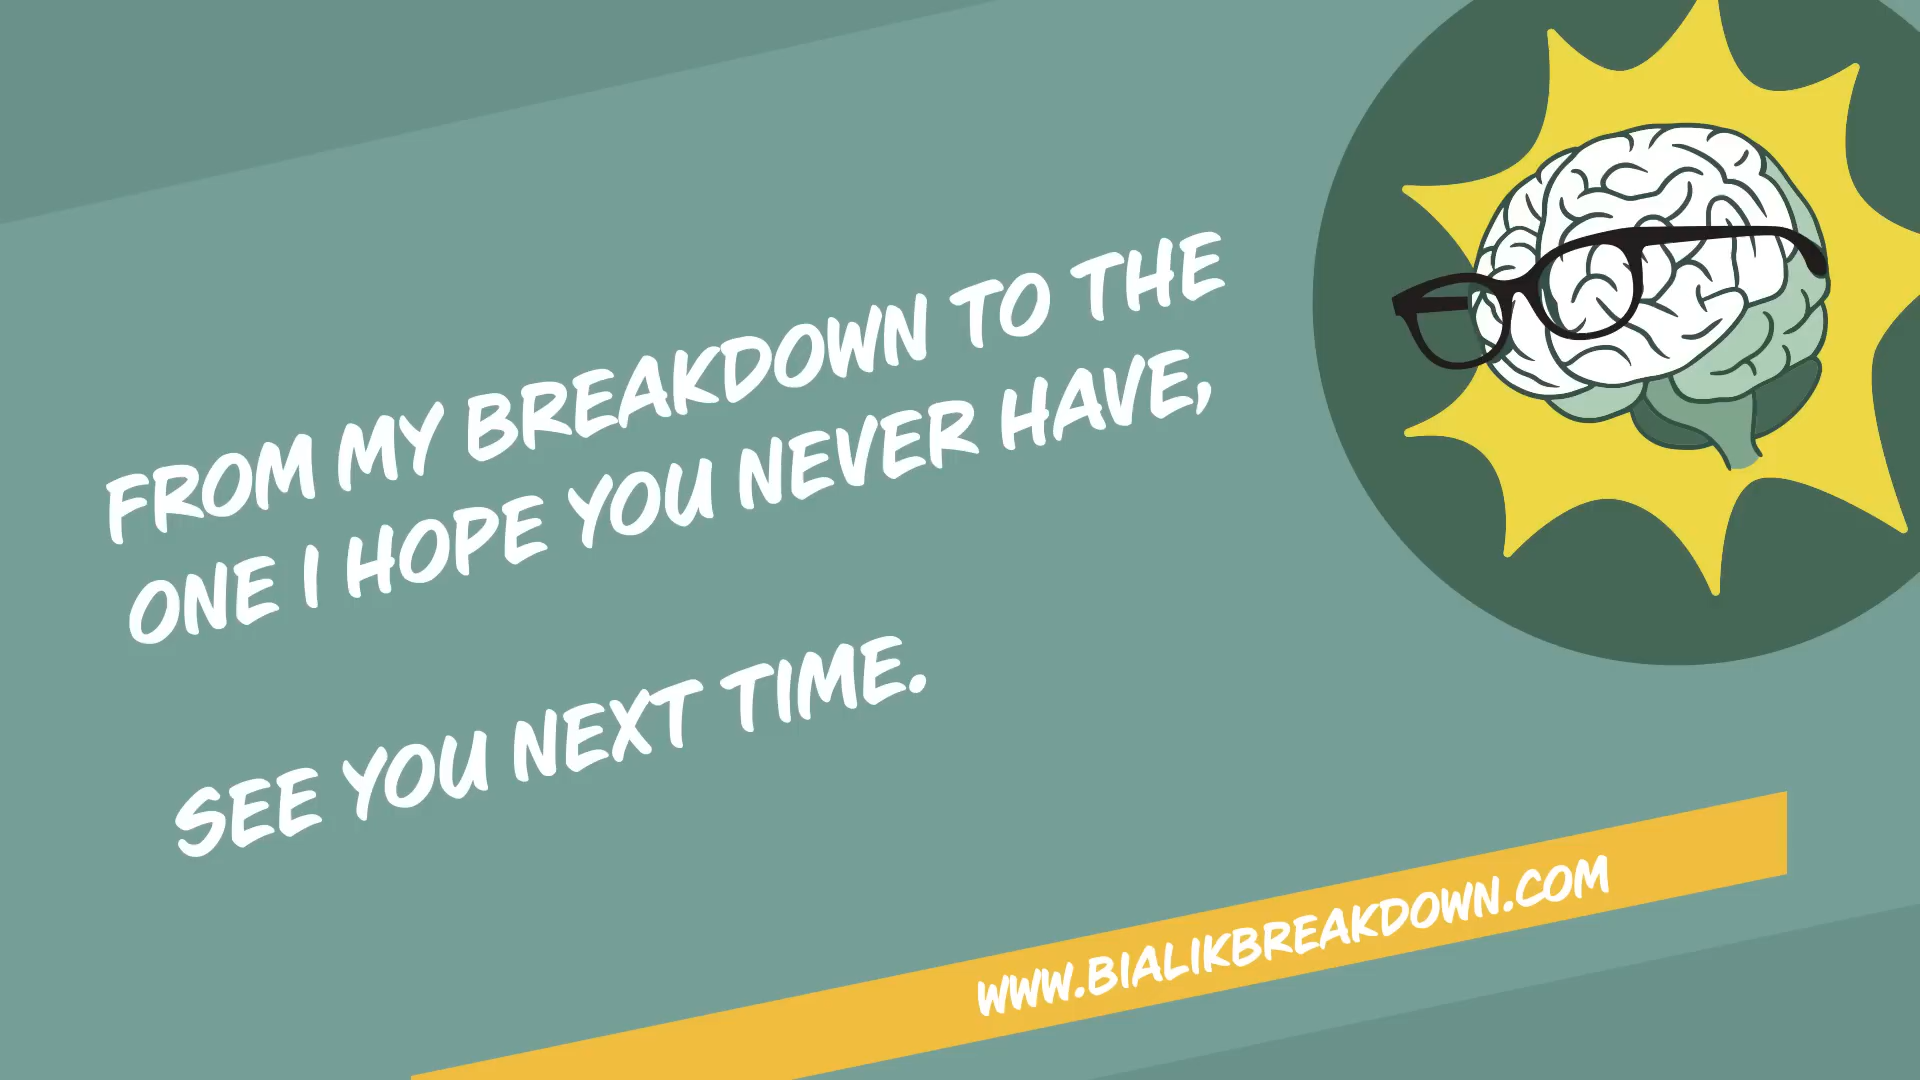 FROM MY BREAKDOWN TO THE
ONE I HOPE YOU NEVER HAVE,
SEE YOU NEXT TIME.
WWW.BIALIKBREAKDOWN.COM